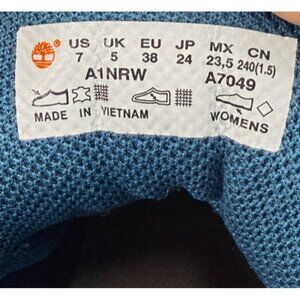 US UK EU JP MX CN
7 5 38 24 23,5 240(1.5)
A1NRW A7049
MADE IN VIETNAM WOMENS